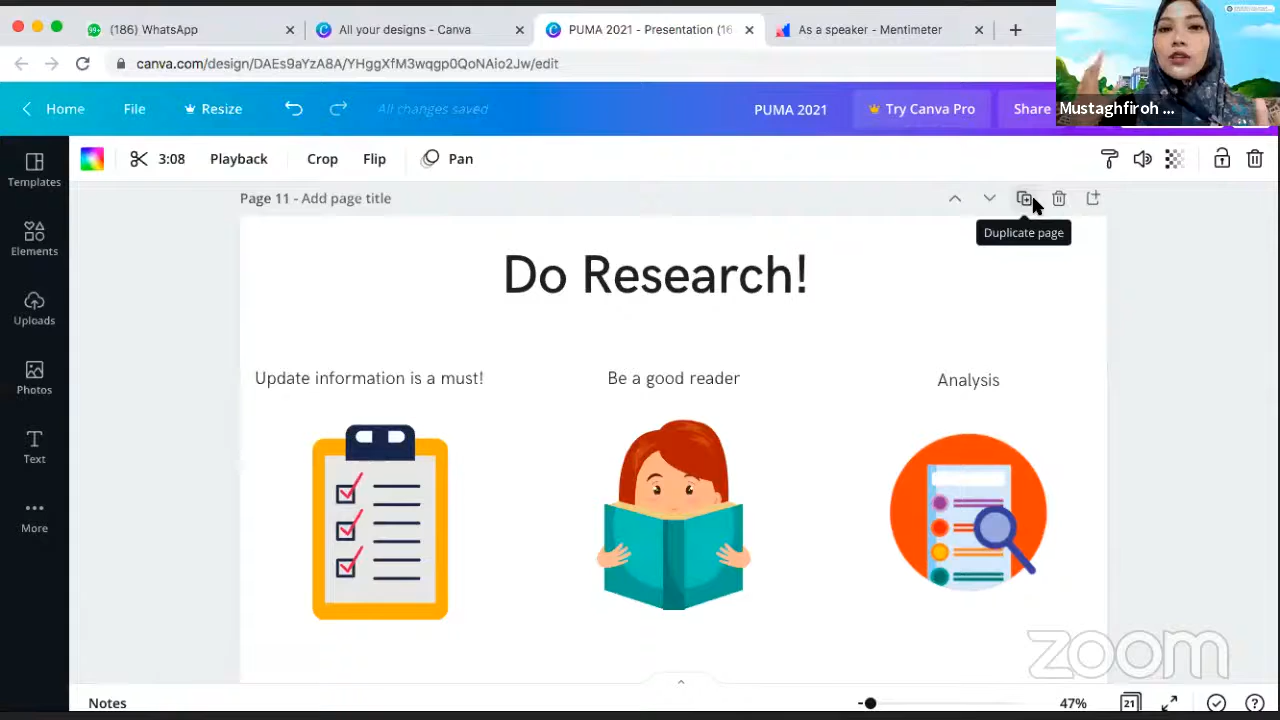 (186) WhatsApp
All your designs - Canva
PUMA 2021 - Presentation (16
As a speaker - Mentimeter
canva.com/design/DAEs9aYzA8A/YHggXfM3wqgp0QoNAio2Jw/edit
Home
File
Resize
All changes saved
PUMA 2021
Try Canva Pro
Share
Mustaghfiroh ...
3:08
Playback
Crop
Flip
Pan
Templates
Elements
Uploads
Photos
Text
More
Page 11 - Add page title
Duplicate page
Do Research!
Update information is a must!
Be a good reader
Analysis
zoom
Notes
47%
21